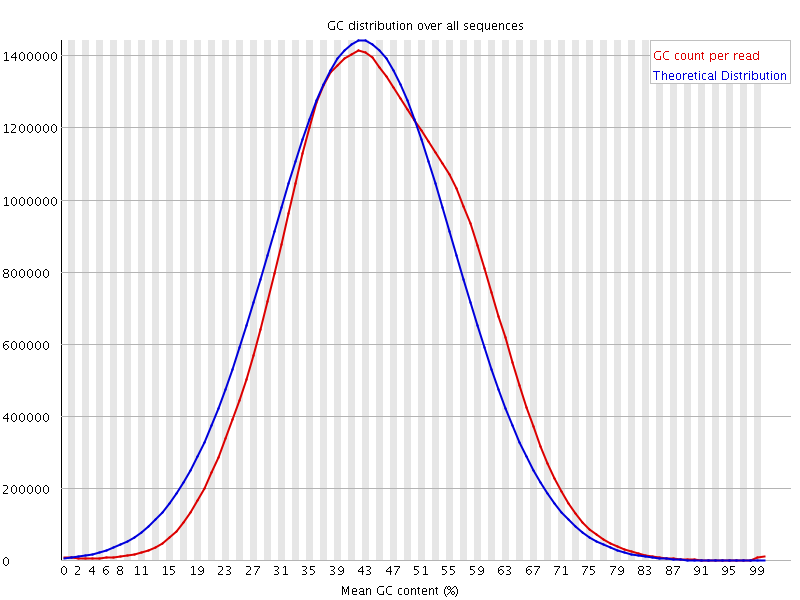 GC distribution over all sequences
GC count per read
Theoretical Distribution
1400000
1200000
1000000
800000
600000
400000
200000
0
0 2 4 6 8 11 15 19 23 27 31 35 39 43 47 51 55 59 63 67 71 75 79 83 87 91 95 99
Mean GC content (%)